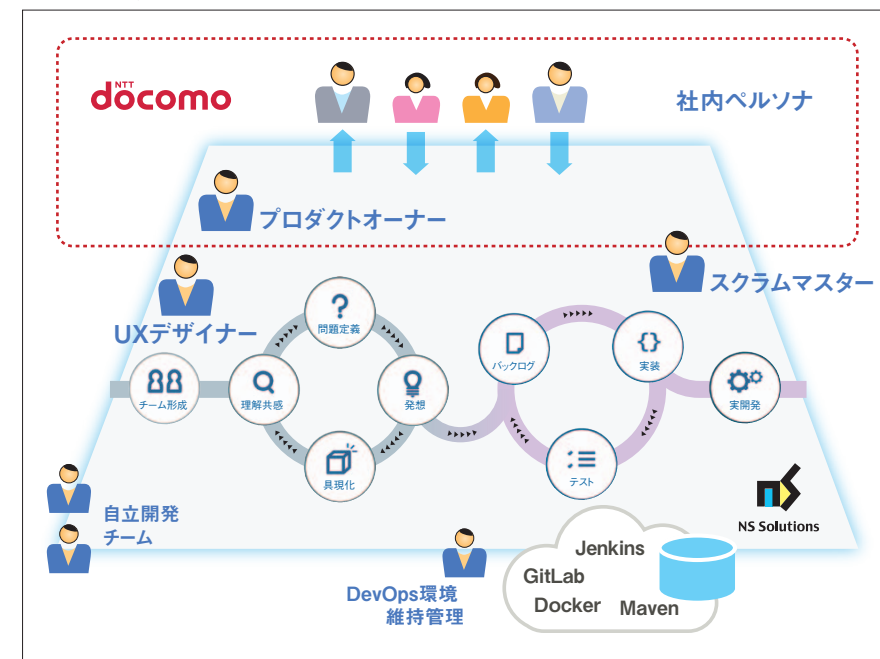 NTT
docomo
社内ペルソナ
プロダクトオーナー
スクラムマスター
UXデザイナー
問題定義
バックログ
実装
チーム形成
理解共感
発想
実開発
具現化
テスト
自立開発
チーム
NS Solutions
DevOps環境
維持管理
Jenkins
GitLab
Docker
Maven